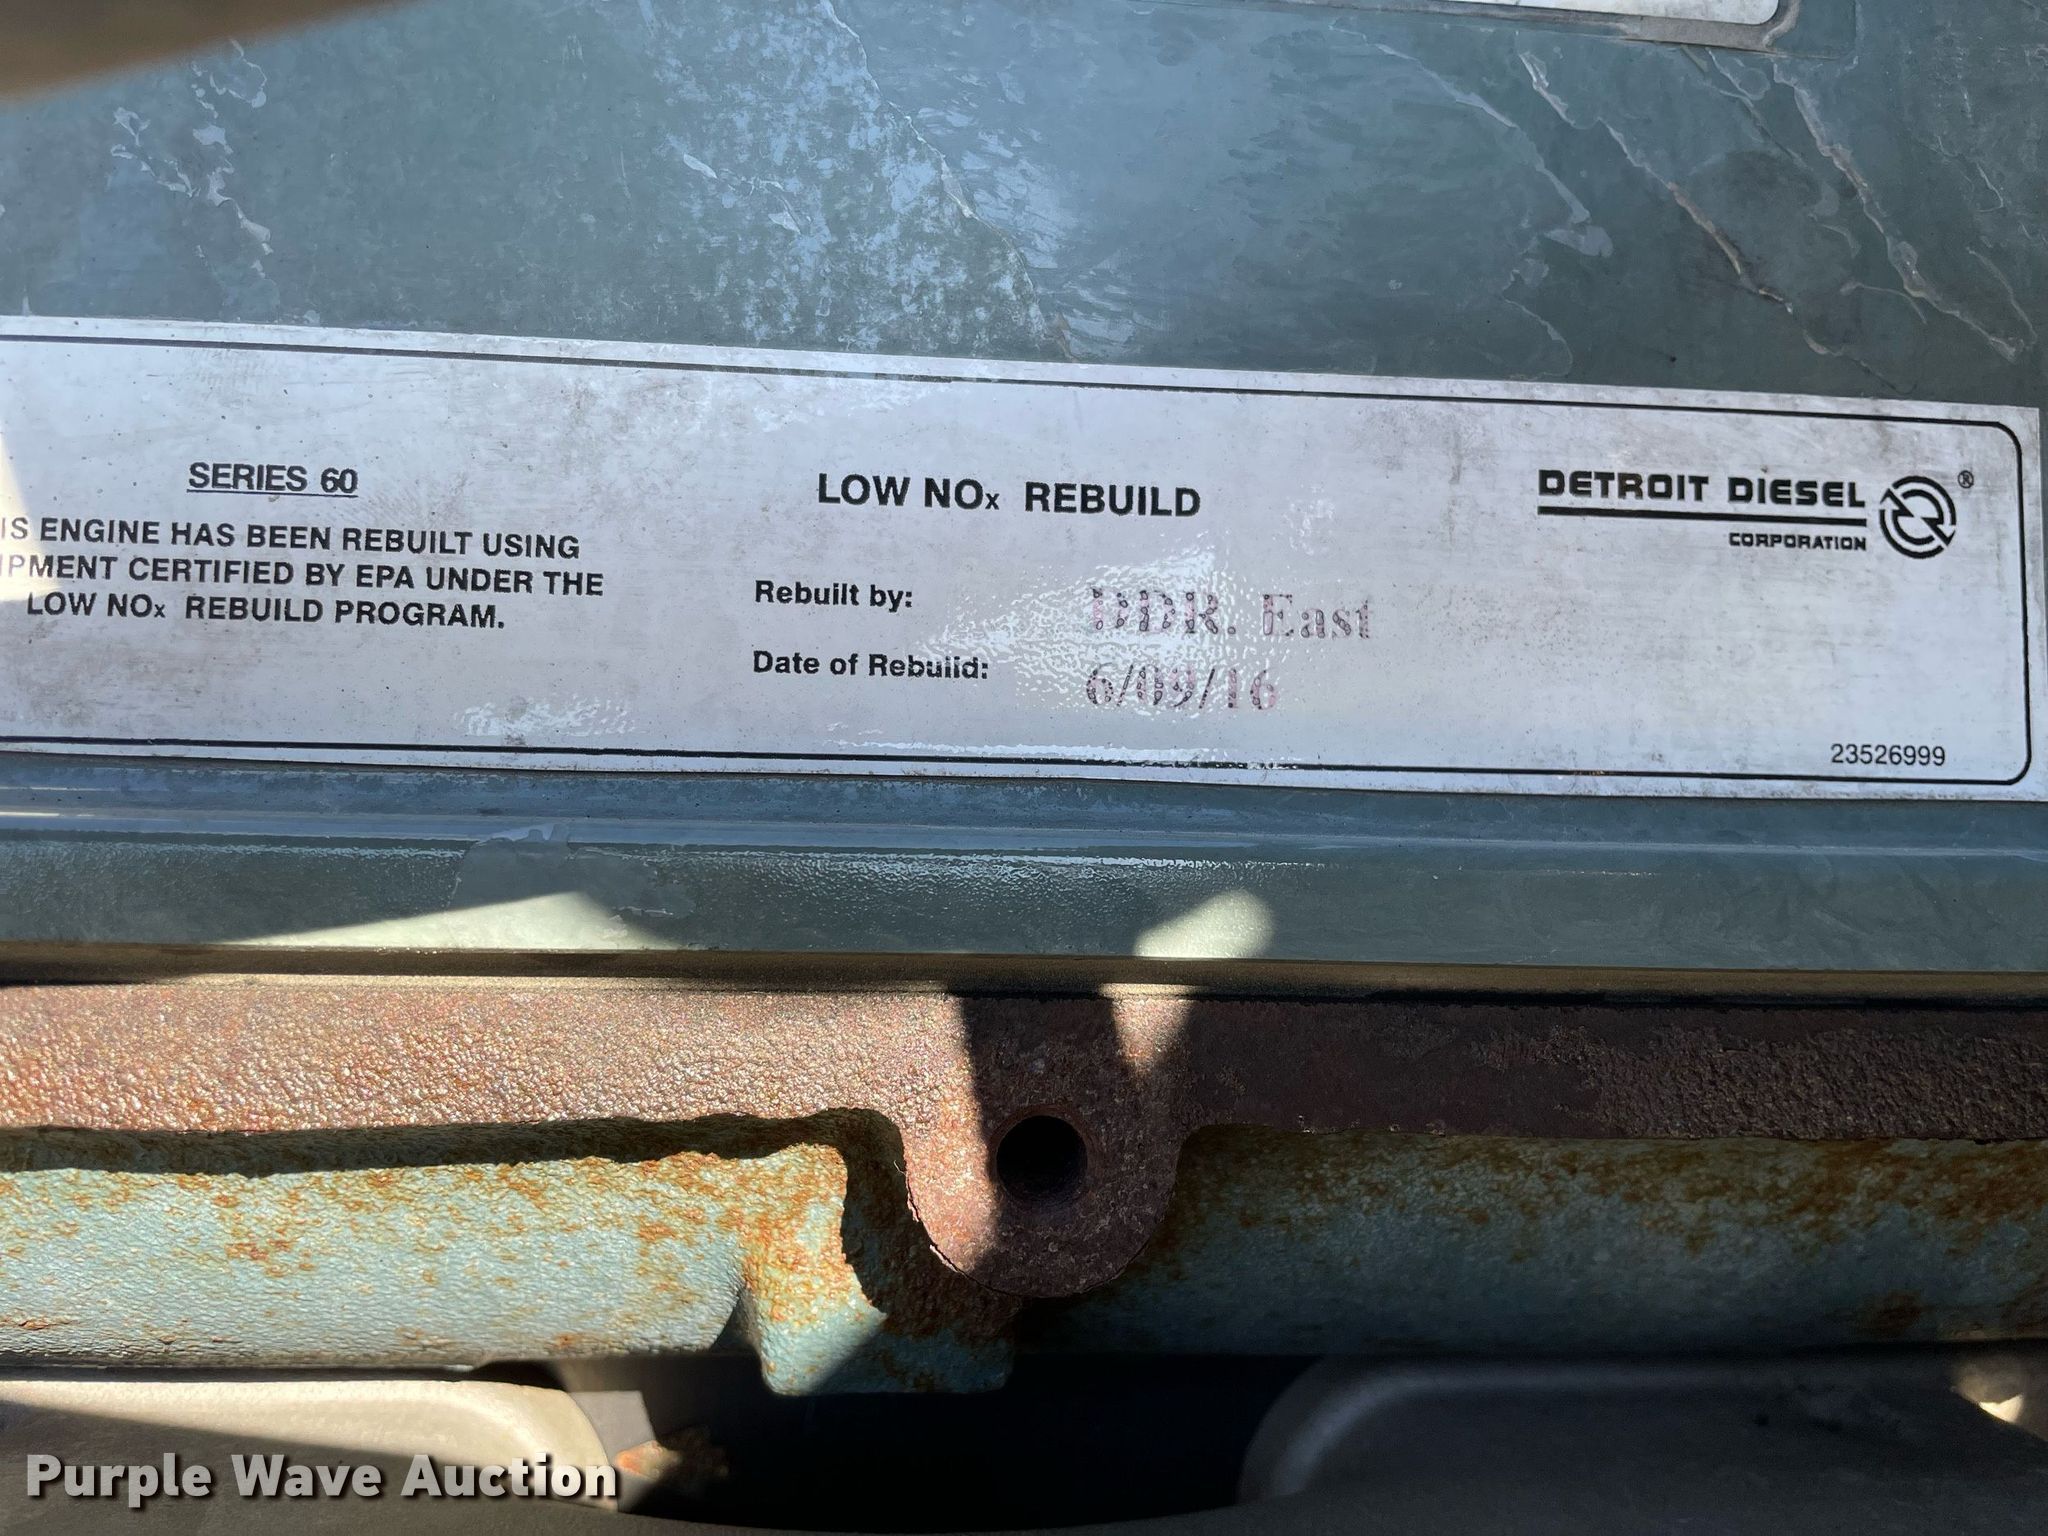 SERIES 60
IS ENGINE HAS BEEN REBUILT USING
IPMENT CERTIFIED BY EPA UNDER THE
LOW NOx REBUILD PROGRAM.
LOW NOx REBUILD
Rebuilt by: DDR. East
Date of Rebuild: 6/09/16
DETROIT DIESEL®
CORPORATION
23526999
Purple Wave Auction